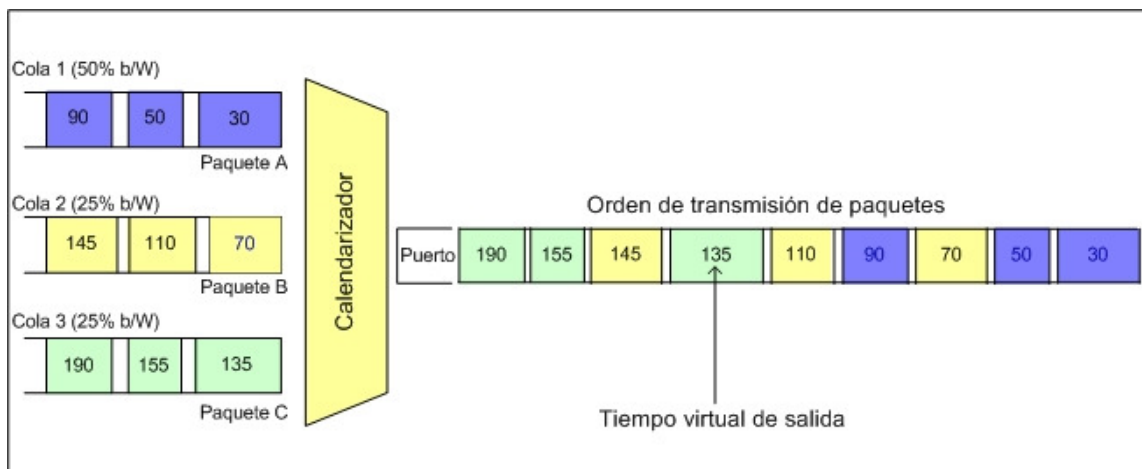 Cola 1 (50% b/W)
90 50 30
Paquete A
Cola 2 (25% b/W)
145 110 70
Paquete B
Cola 3 (25% b/W)
190 155 135
Paquete C
Calendarizador
Orden de transmisión de paquetes
Puerto 190 155 145 135 110 90 70 50 30
Tiempo virtual de salida